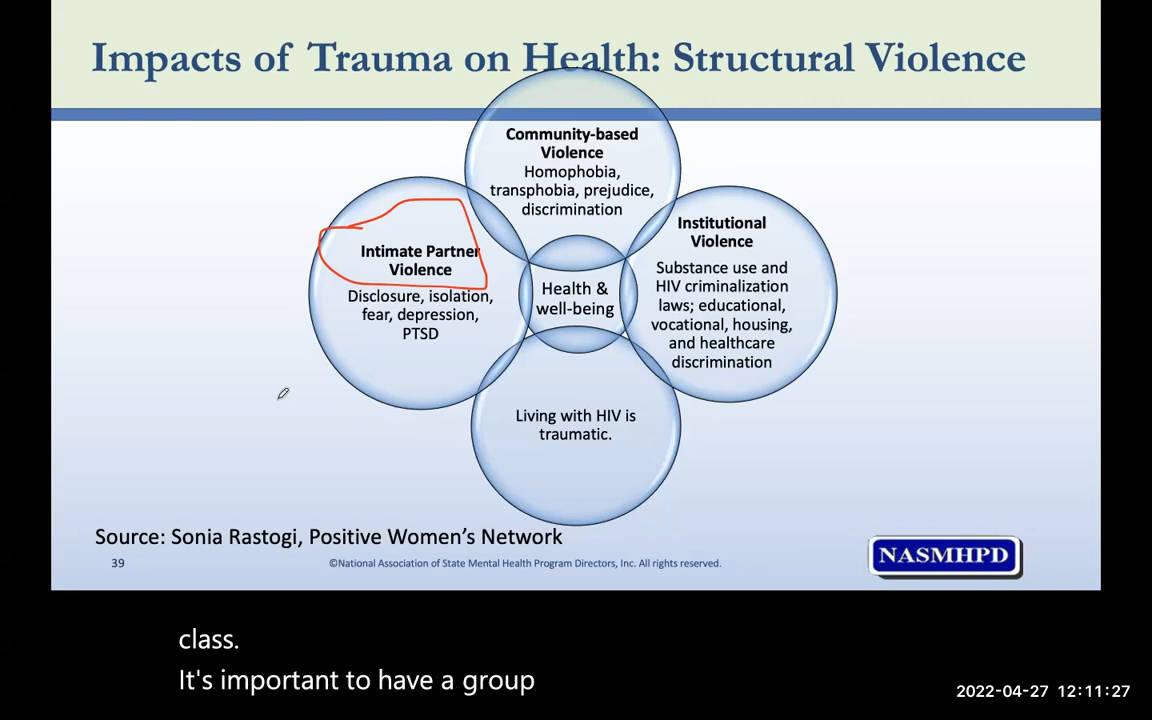 Impacts of Trauma on Health: Structural Violence
Community-based
Violence
Homophobia,
transphobia, prejudice,
discrimination
Intimate Partner
Violence
Disclosure, isolation,
fear, depression,
PTSD
Health &
well-being
Institutional
Violence
Substance use and
HIV criminalization
laws; educational,
vocational, housing,
and healthcare
discrimination
Living with HIV is
traumatic.
Source: Sonia Rastogi, Positive Women’s Network
39
©National Association of State Mental Health Program Directors, Inc. All rights reserved.
NASMHPD
class.
It's important to have a group
2022-04-27 12:11:27